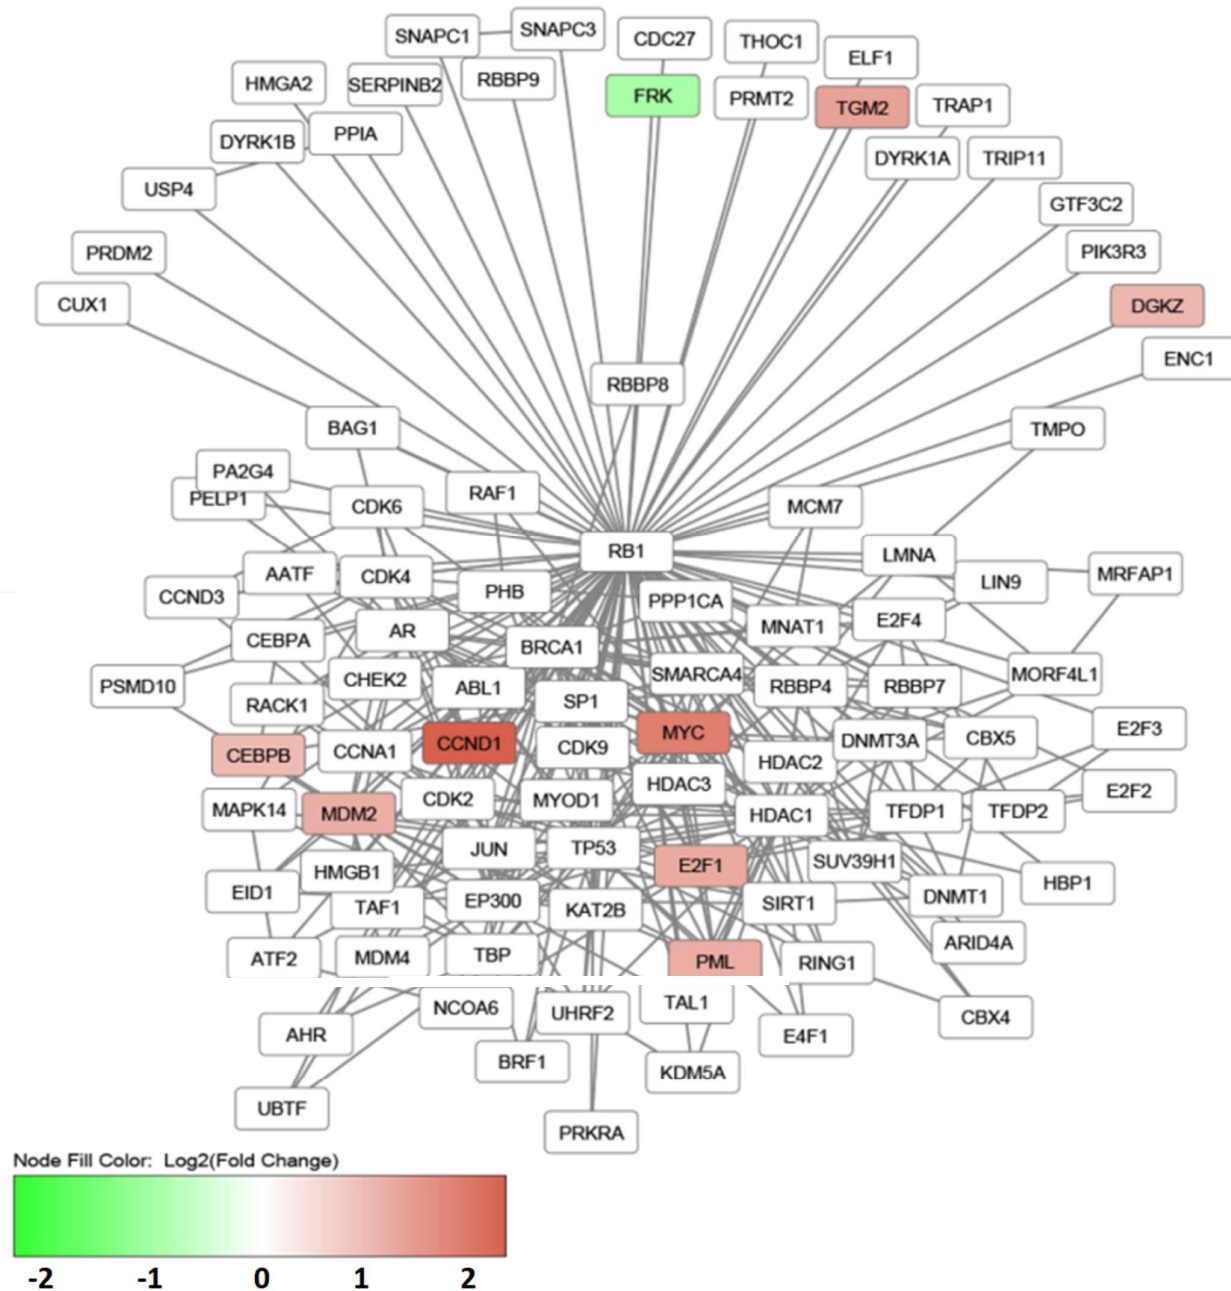 SNAPC1
SNAPC3
CDC27
THOC1
ELF1
HMGA2
SERPINB2
RBBP9
FRK
PRMT2
TGM2
TRAP1
DYRK1B
PPIA
DYRK1A
TRIP11
USP4
GTF3C2
PRDM2
PIK3R3
CUX1
DGKZ
ENC1
RBBP8
BAG1
TMPO
PA2G4
PELP1
CDK6
RAF1
MCM7
RB1
LMNA
AATF
CDK4
LIN9
MRFAP1
CCND3
PHB
PPP1CA
CEBPA
AR
MNAT1
E2F4
BRCA1
PSMD10
CHEK2
ABL1
SMARCA4
RBBP4
RBBP7
MORF4L1
RACK1
SP1
CEBPB
CCNA1
CCND1
CDK9
MYC
HDAC2
DNMT3A
CBX5
E2F3
MAPK14
MDM2
CDK2
MYOD1
HDAC3
HDAC1
TFDP1
TFDP2
E2F2
HMGB1
JUN
TP53
E2F1
SUV39H1
EID1
TAF1
EP300
KAT2B
SIRT1
DNMT1
HBP1
ATF2
MDM4
TBP
PML
RING1
ARID4A
NCOA6
UHRF2
TAL1
CBX4
AHR
BRF1
KDM5A
E4F1
UBTF
PRKRA
Node Fill Color: Log2(Fold Change)
-2 -1 0 1 2